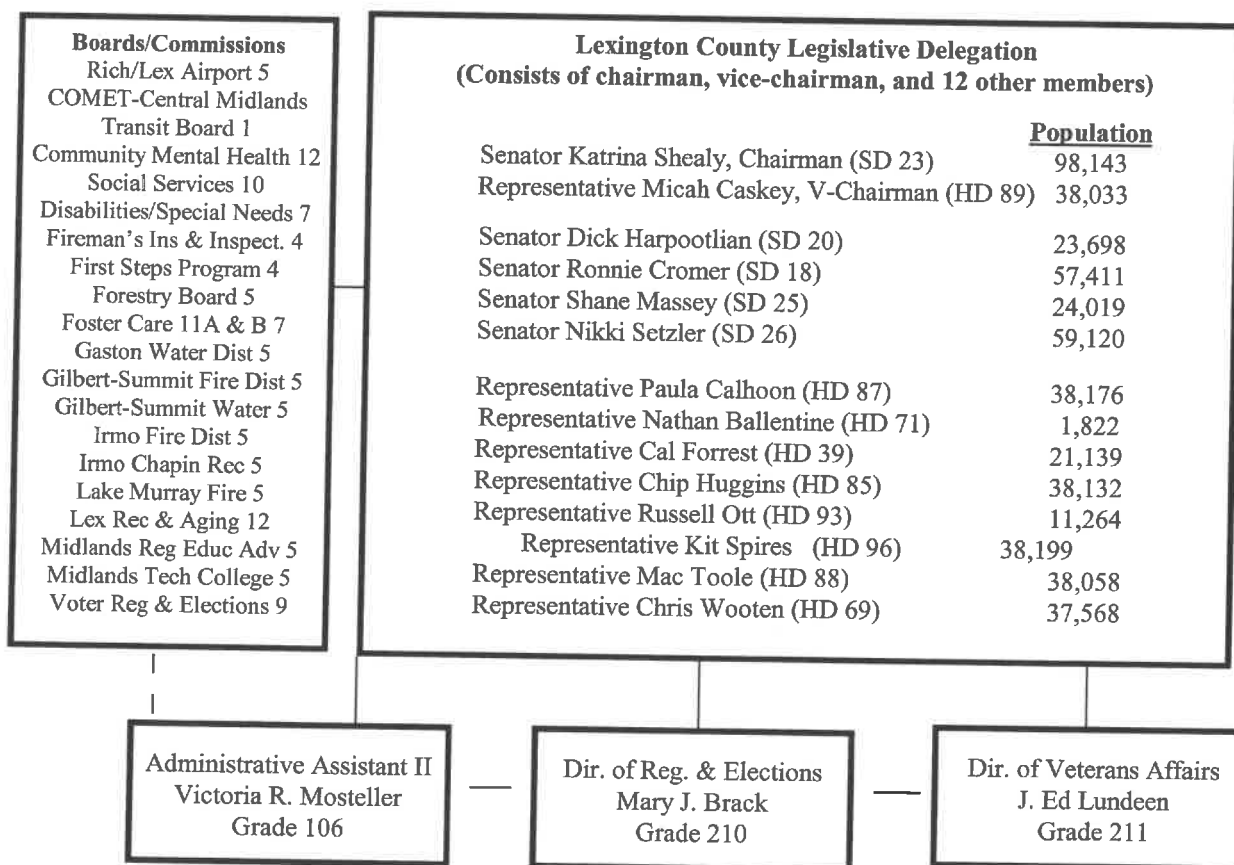 Boards/Commissions
Rich/Lex Airport 5
COMET-Central Midlands
Transit Board 1
Community Mental Health 12
Social Services 10
Disabilities/Special Needs 7
Fireman's Ins & Inspect. 4
First Steps Program 4
Forestry Board 5
Foster Care 11A & B 7
Gaston Water Dist 5
Gilbert-Summit Fire Dist 5
Gilbert-Summit Water 5
Irmo Fire Dist 5
Irmo Chapin Rec 5
Lake Murray Fire 5
Lex Rec & Aging 12
Midlands Reg Educ Adv 5
Midlands Tech College 5
Voter Reg & Elections 9
Lexington County Legislative Delegation
(Consists of chairman, vice-chairman, and 12 other members)
Population
Senator Katrina Shealy, Chairman (SD 23) 98,143
Representative Micah Caskey, V-Chairman (HD 89) 38,033
Senator Dick Harpootlian (SD 20) 23,698
Senator Ronnie Cromer (SD 18) 57,411
Senator Shane Massey (SD 25) 24,019
Senator Nikki Setzler (SD 26) 59,120
Representative Paula Calhoon (HD 87) 38,176
Representative Nathan Ballentine (HD 71) 1,822
Representative Cal Forrest (HD 39) 21,139
Representative Chip Huggins (HD 85) 38,132
Representative Russell Ott (HD 93) 11,264
Representative Kit Spires (HD 96) 38,199
Representative Mac Toole (HD 88) 38,058
Representative Chris Wooten (HD 69) 37,568
Administrative Assistant II
Victoria R. Mosteller
Grade 106
Dir. of Reg. & Elections
Mary J. Brack
Grade 210
Dir. of Veterans Affairs
J. Ed Lundeen
Grade 211